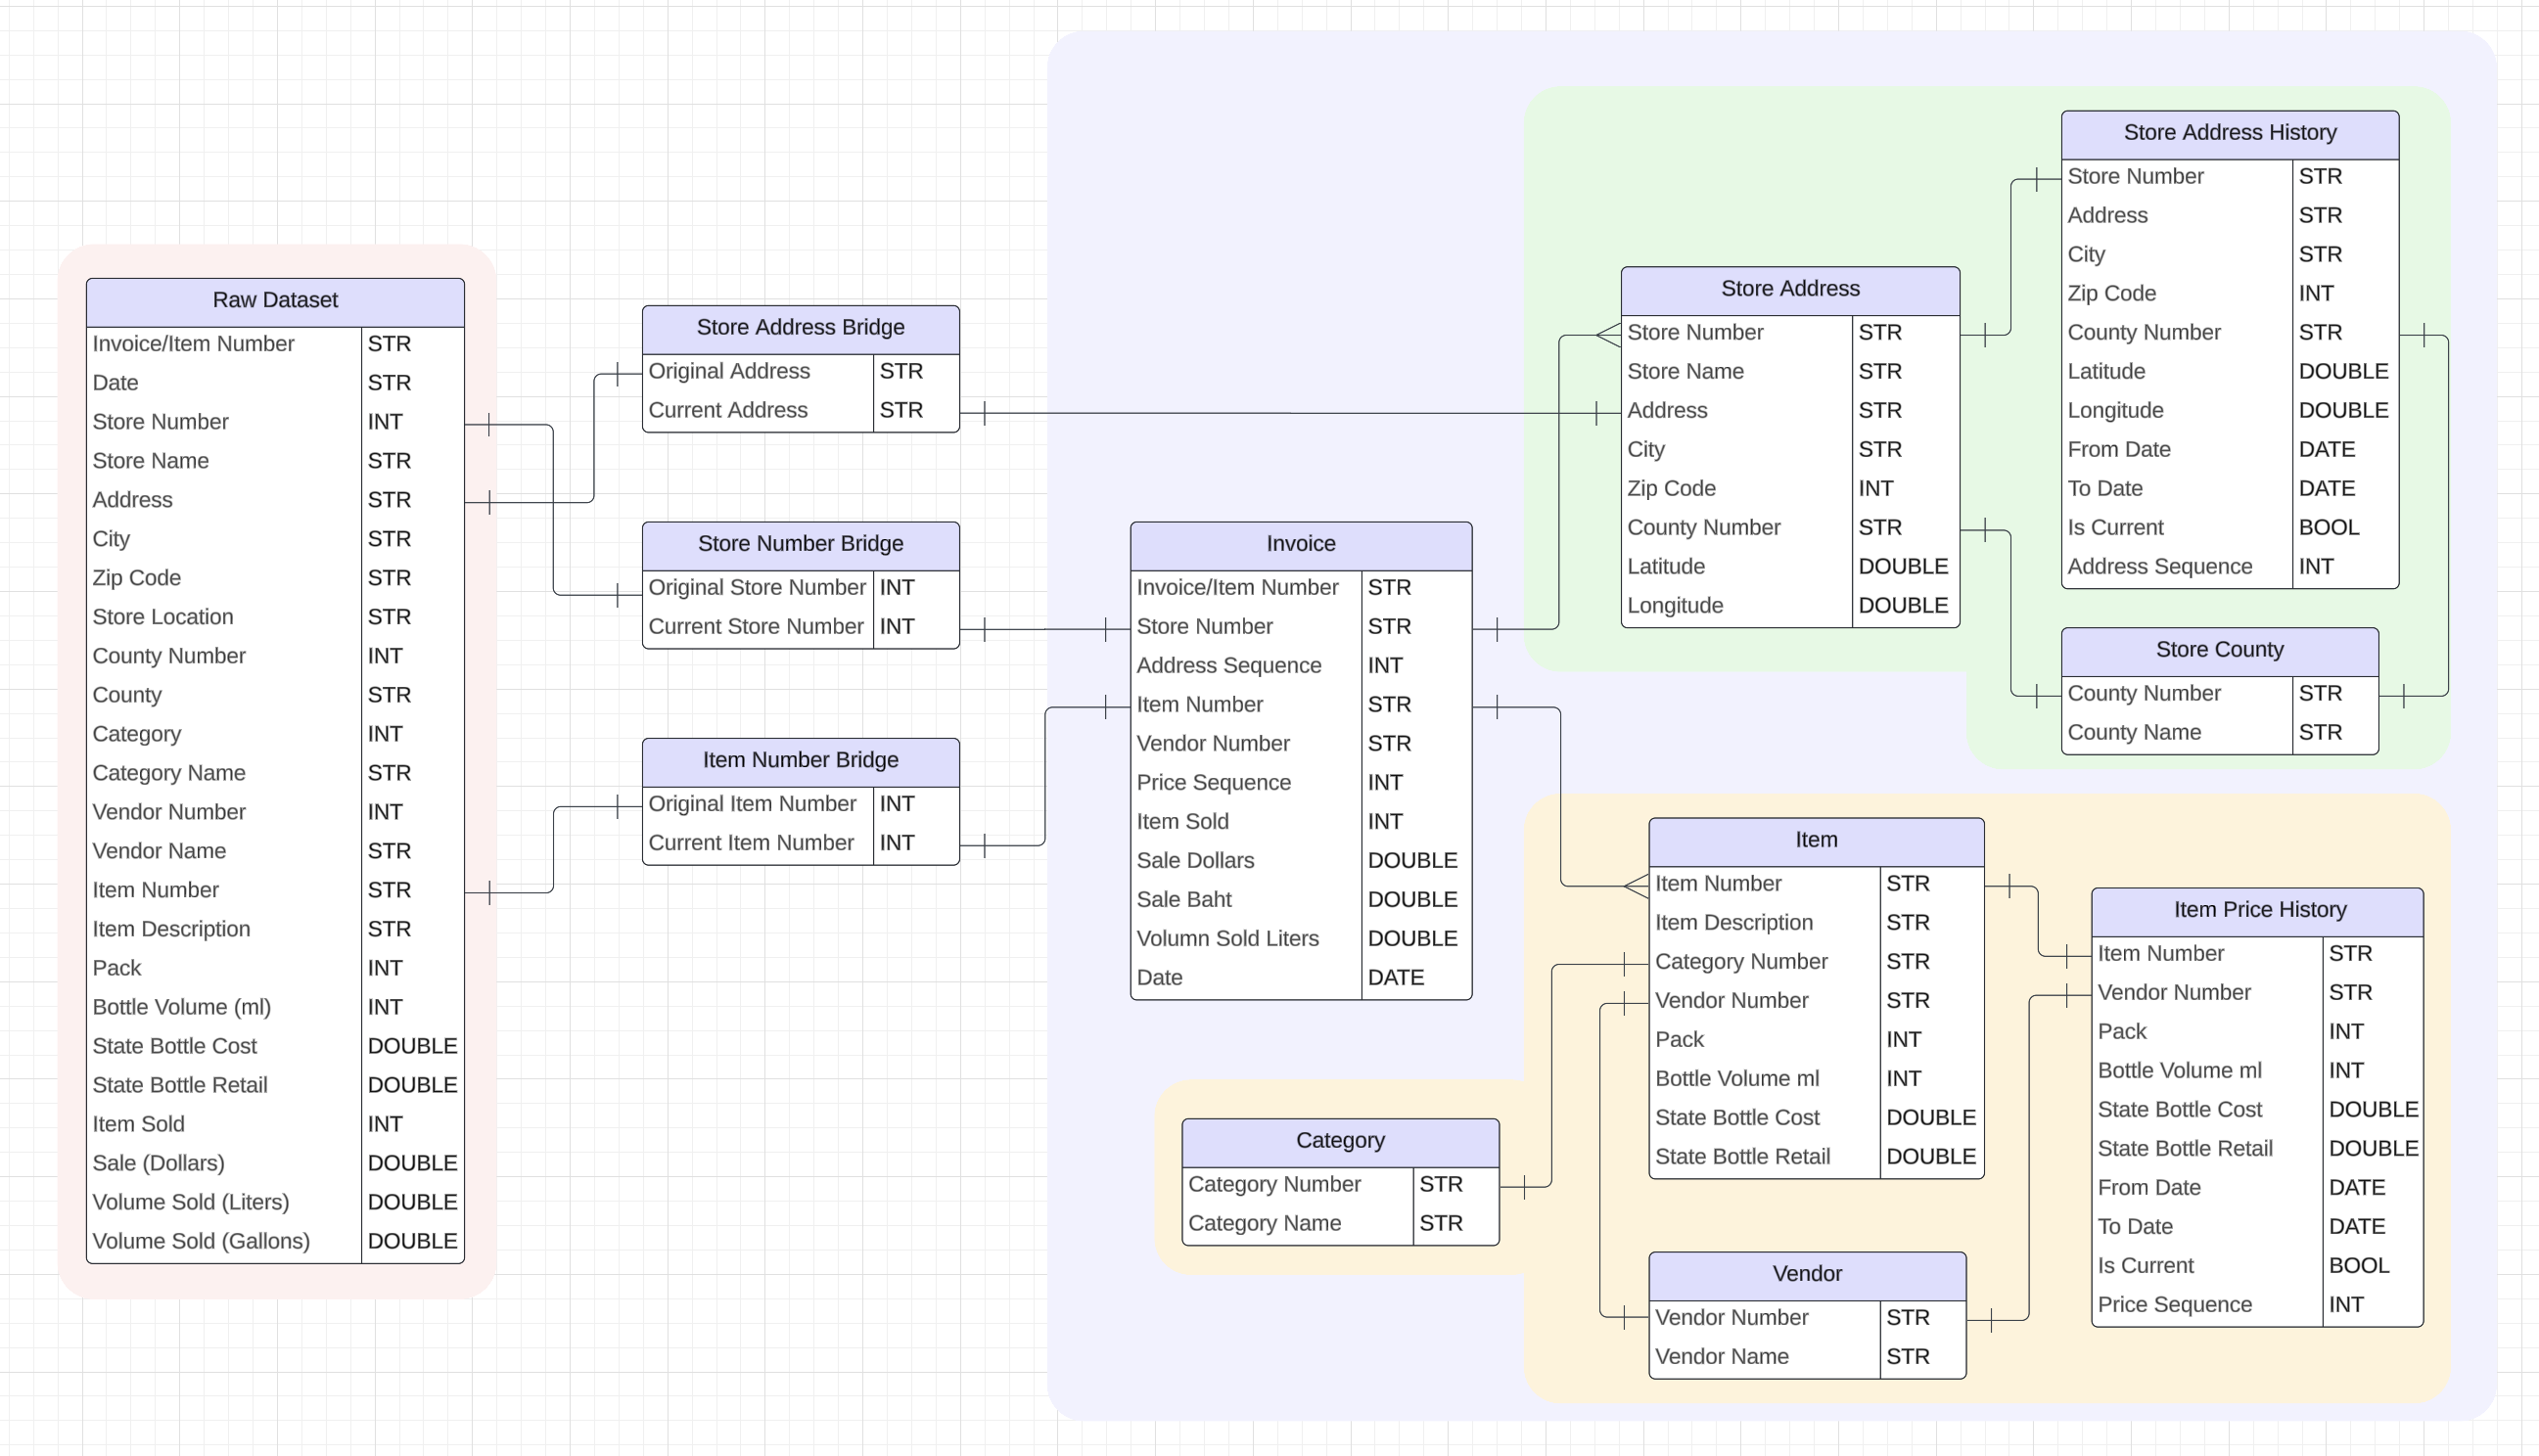 Raw Dataset
Invoice/Item Number STR
Date STR
Store Number INT
Store Name STR
Address STR
City STR
Zip Code STR
Store Location STR
County Number INT
County STR
Category INT
Category Name STR
Vendor Number INT
Vendor Name STR
Item Number STR
Item Description STR
Pack INT
Bottle Volume (ml) INT
State Bottle Cost DOUBLE
State Bottle Retail DOUBLE
Item Sold INT
Sale (Dollars) DOUBLE
Volume Sold (Liters) DOUBLE
Volume Sold (Gallons) DOUBLE
Store Address Bridge
Original Address STR
Current Address STR
Store Number Bridge
Original Store Number INT
Current Store Number INT
Item Number Bridge
Original Item Number INT
Current Item Number INT
Invoice
Invoice/Item Number STR
Store Number STR
Address Sequence INT
Item Number STR
Vendor Number STR
Price Sequence INT
Item Sold INT
Sale Dollars DOUBLE
Sale Baht DOUBLE
Volumn Sold Liters DOUBLE
Date DATE
Store Address
Store Number STR
Store Name STR
Address STR
City STR
Zip Code INT
County Number STR
Latitude DOUBLE
Longitude DOUBLE
Store Address History
Store Number STR
Address STR
City STR
Zip Code INT
County Number STR
Latitude DOUBLE
Longitude DOUBLE
From Date DATE
To Date DATE
Is Current BOOL
Address Sequence INT
Store County
County Number STR
County Name STR
Category
Category Number STR
Category Name STR
Item
Item Number STR
Item Description STR
Category Number STR
Vendor Number STR
Pack INT
Bottle Volume ml INT
State Bottle Cost DOUBLE
State Bottle Retail DOUBLE
Vendor
Vendor Number STR
Vendor Name STR
Item Price History
Item Number STR
Vendor Number STR
Pack INT
Bottle Volume ml INT
State Bottle Cost DOUBLE
State Bottle Retail DOUBLE
From Date DATE
To Date DATE
Is Current BOOL
Price Sequence INT